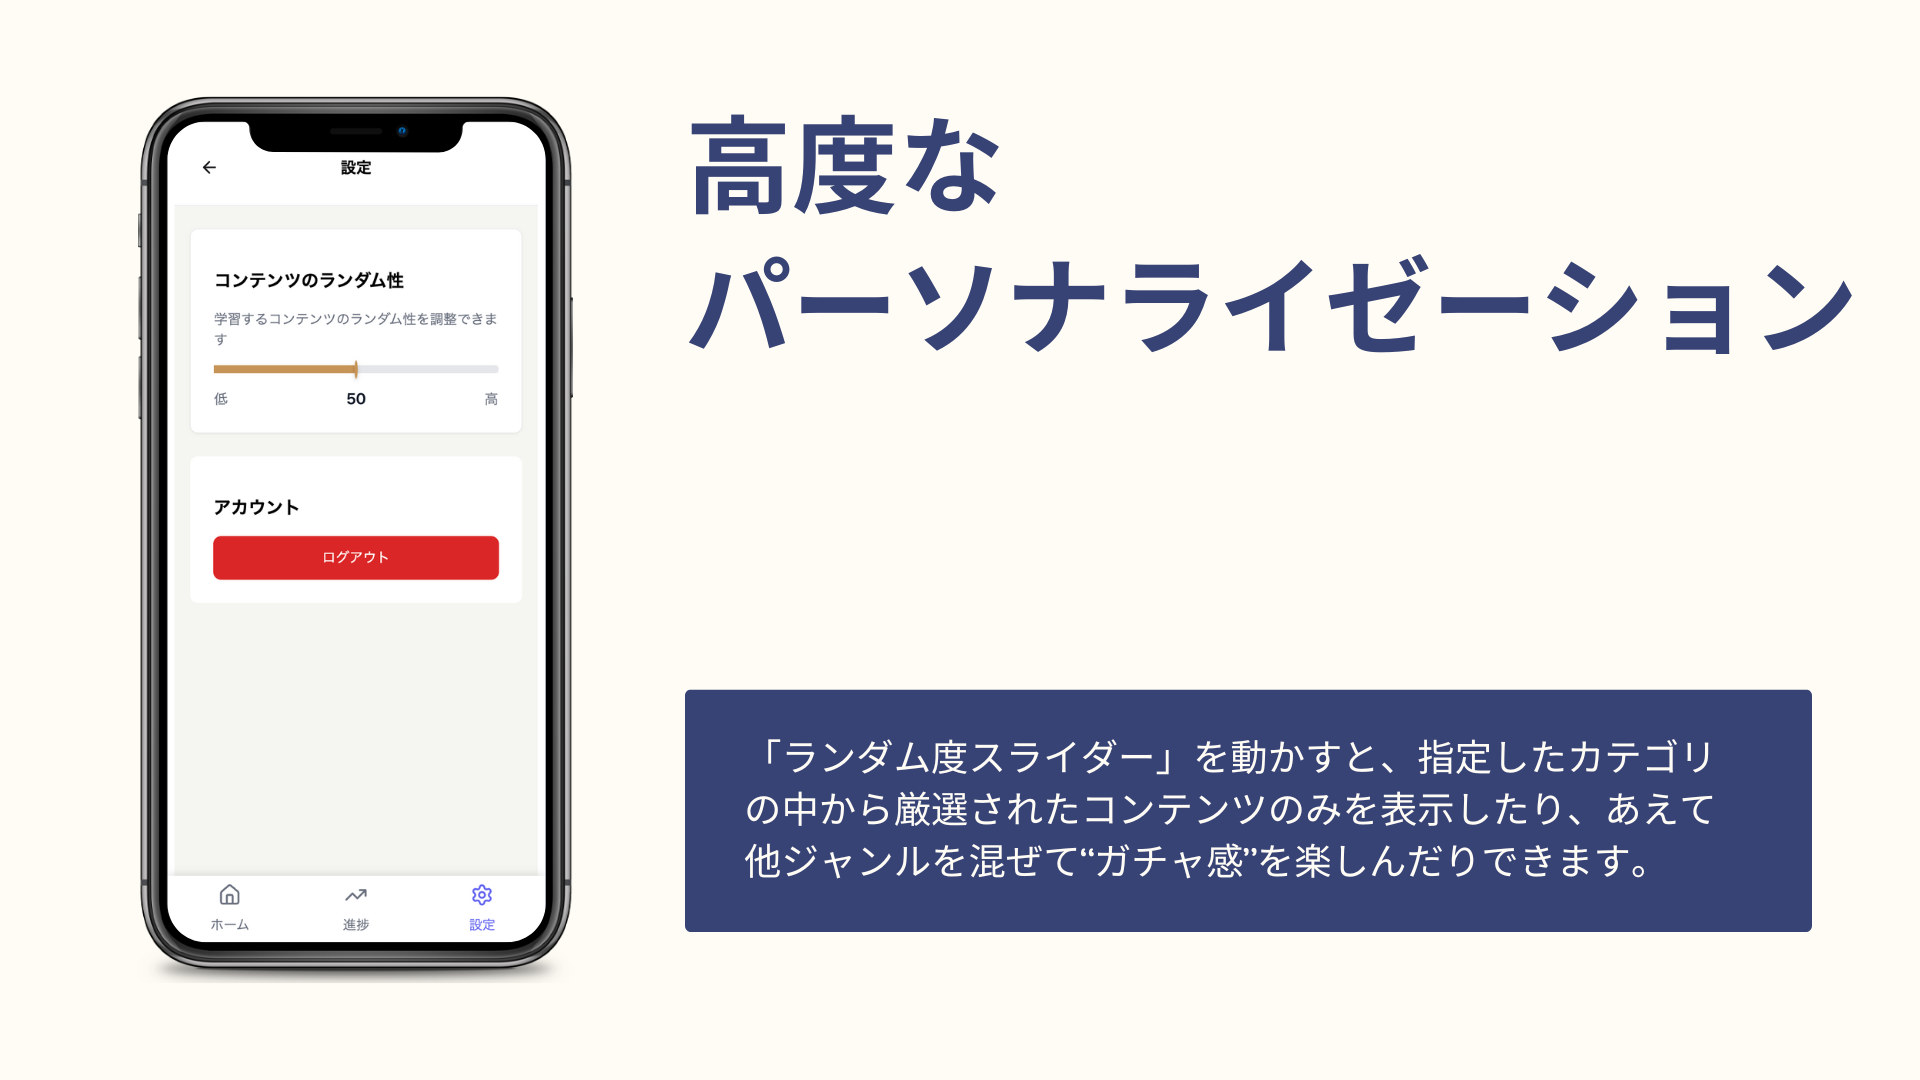 設定
コンテンツのランダム性
学習するコンテンツのランダム性を調整できま
す
低 50 高
アカウント
ログアウト
ホーム 進捗 設定
高度な
パーソナライゼーション
「ランダム度スライダー」を動かすと、指定したカテゴリ
の中から厳選されたコンテンツのみを表示したり、あえて
他ジャンルを混ぜて“ガチャ感”を楽しんだりできます。